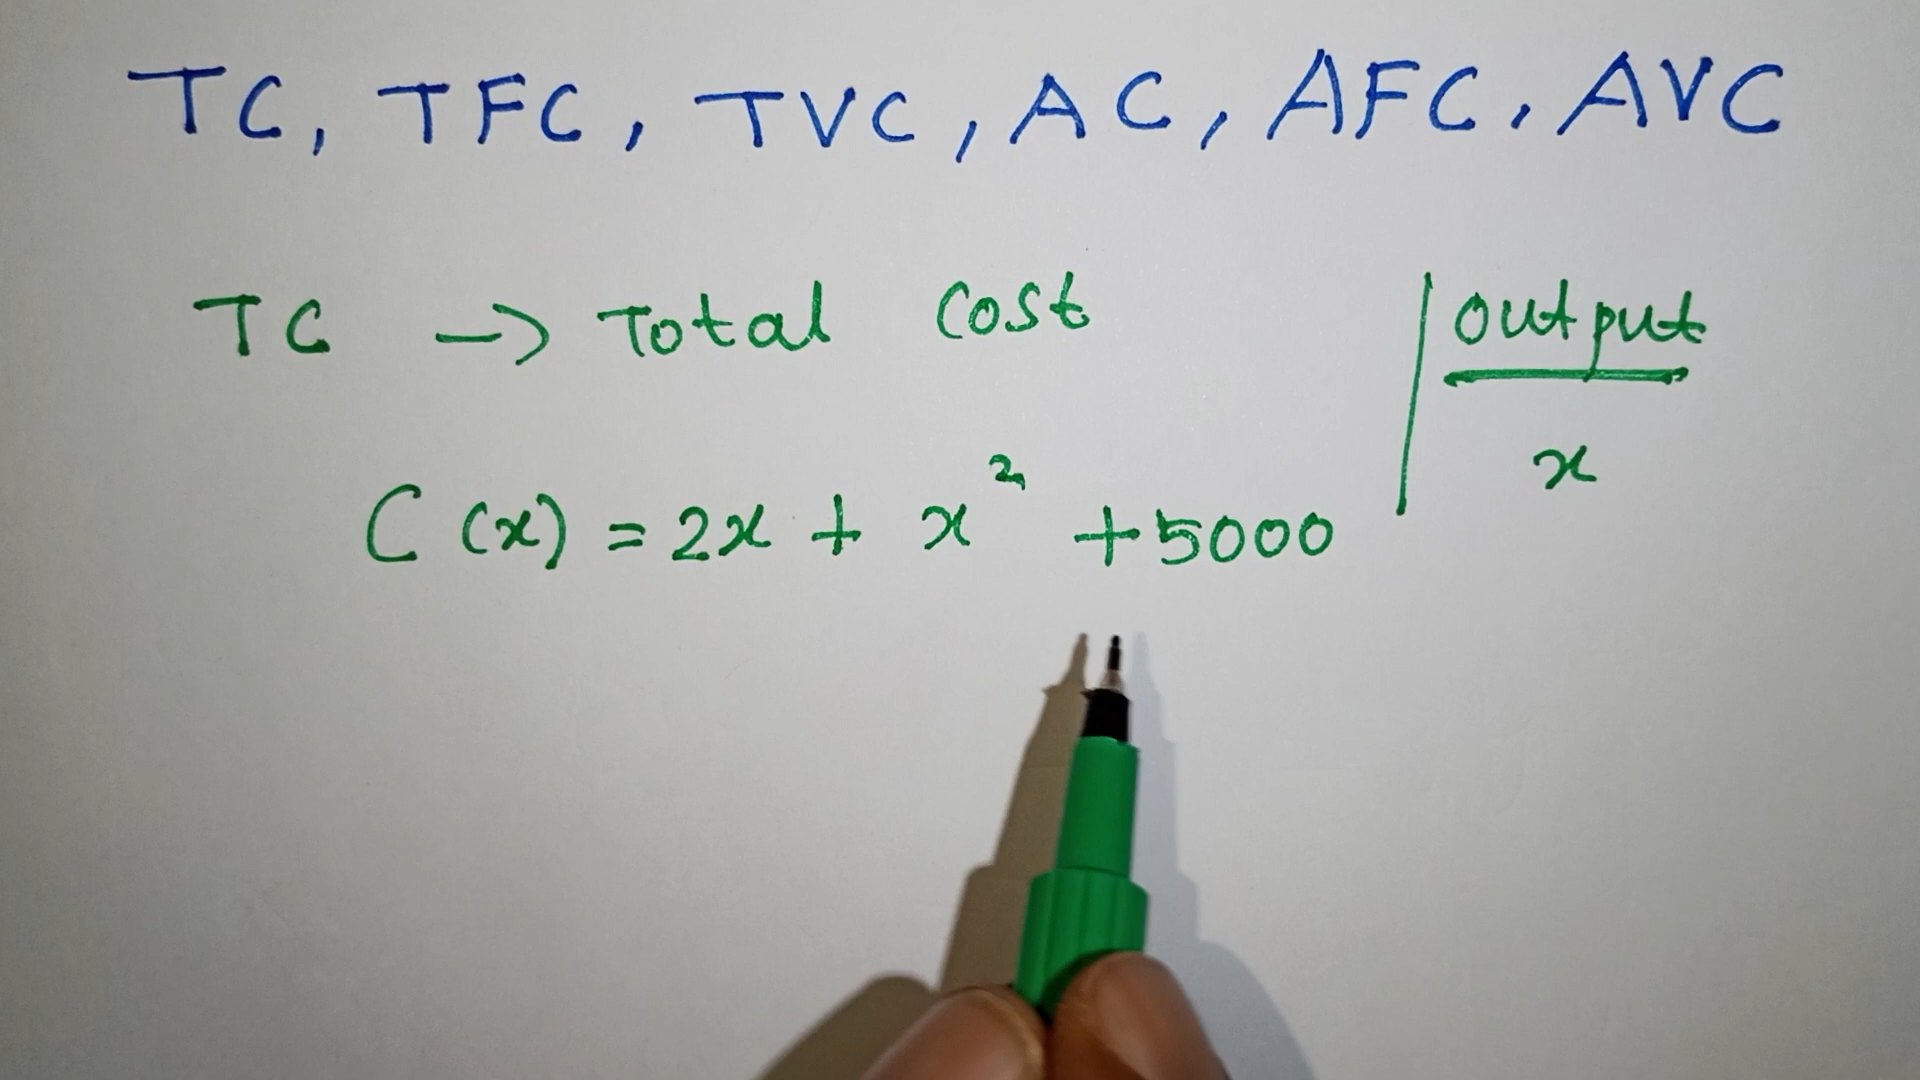 TC, TFC, TVC, AC, AFC, AVC
TC -> Total Cost
output
x
C (x) = 2x + x² +5000